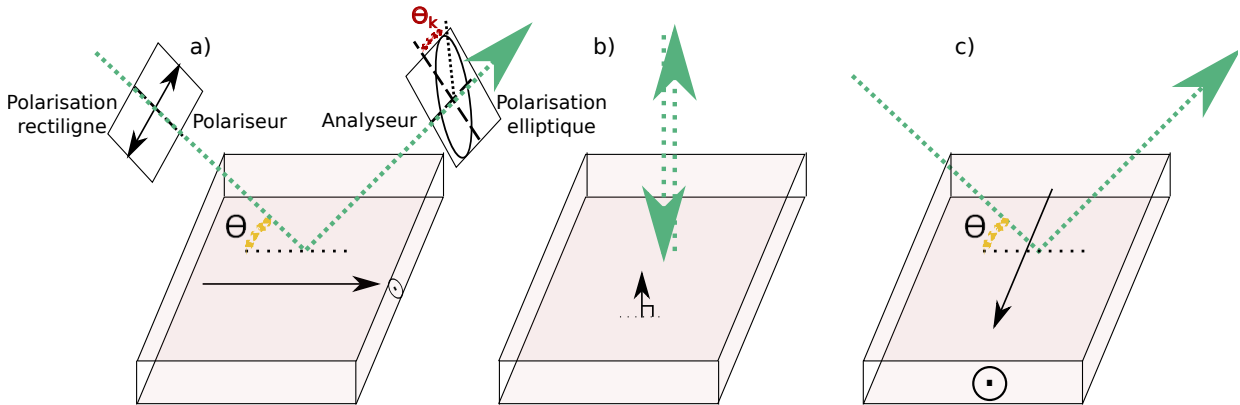 a)
b)
c)
Θk
Polarisation
rectiligne
Polariseur
Analyseur
Polarisation
elliptique
Θ
Θ